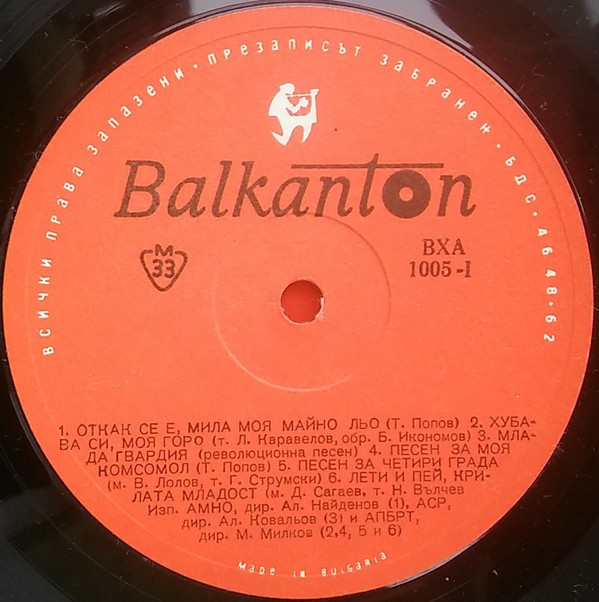 ВСИЧКИ ПРАВА ЗАПАЗЕНИ · ПРЕЗАПИСЪТ ЗАБРАНЕН · БДС · 4648-62
Balkanton
М
33
ВХА
1005-I
1. ОТКАК СЕ Е, МИЛА МОЯ МАЙНО ЛЬО (Т. Попов) 2. ХУБА-
ВА СИ, МОЯ ГОРО (т. Л. Каравелов, обр. Б. Икономов) 3. МЛА-
ДА ГВАРДИЯ (революционна песен) 4. ПЕСЕН ЗА МОЯ
КОМСОМОЛ (Т. Попов) 5. ПЕСЕН ЗА ЧЕТИРИ ГРАДА
(м. В. Лолов, т. Г. Струмски) 6. ЛЕТИ И ПЕЙ, КРИ-
ЛАТА МЛАДОСТ (м. Д. Сагаев, т. Н. Вълчев
Изп. АМНО, дир. Ал. Найденов (1), АСР,
дир. Ал. Ковальов (3) и АПБРТ,
дир. М. Милков (2,4, 5 и 6)
Made in Bulgaria